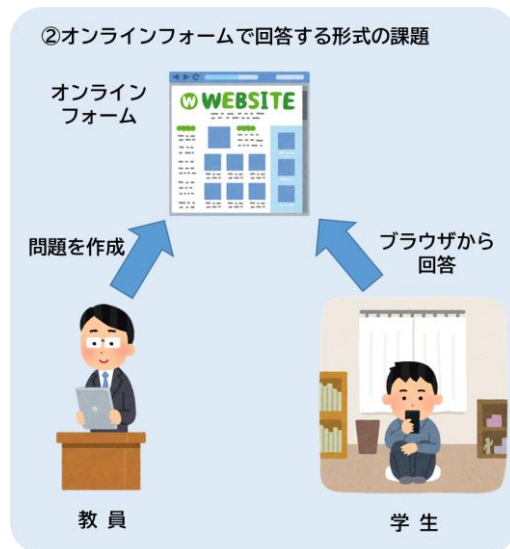 ②オンラインフォームで回答する形式の課題
オンライン
フォーム
W WEBSITE
問題を作成
ブラウザから
回答
教 員
学 生